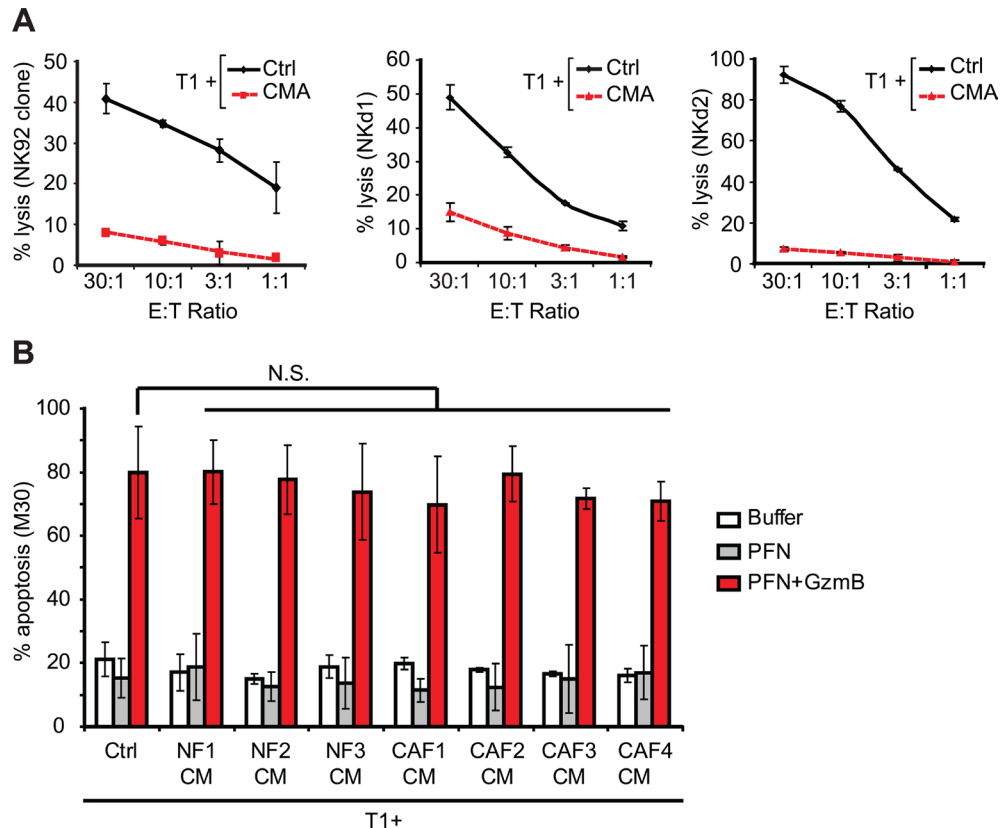 A
% lysis (NK92 clone)
50
40
30
20
10
0
30:1 10:1 3:1 1:1
E:T Ratio
T1 +
Ctrl
CMA
% lysis (NKd1)
60
50
40
30
20
10
0
30:1 10:1 3:1 1:1
E:T Ratio
T1 +
Ctrl
CMA
% lysis (NKd2)
100
80
60
40
20
0
30:1 10:1 3:1 1:1
E:T Ratio
T1 +
Ctrl
CMA
B
N.S.
% apoptosis (M30)
100
80
60
40
20
0
Ctrl NF1 NF2 NF3 CAF1 CAF2 CAF3 CAF4
CM CM CM CM CM CM CM
T1+
Buffer
PFN
PFN+GzmB